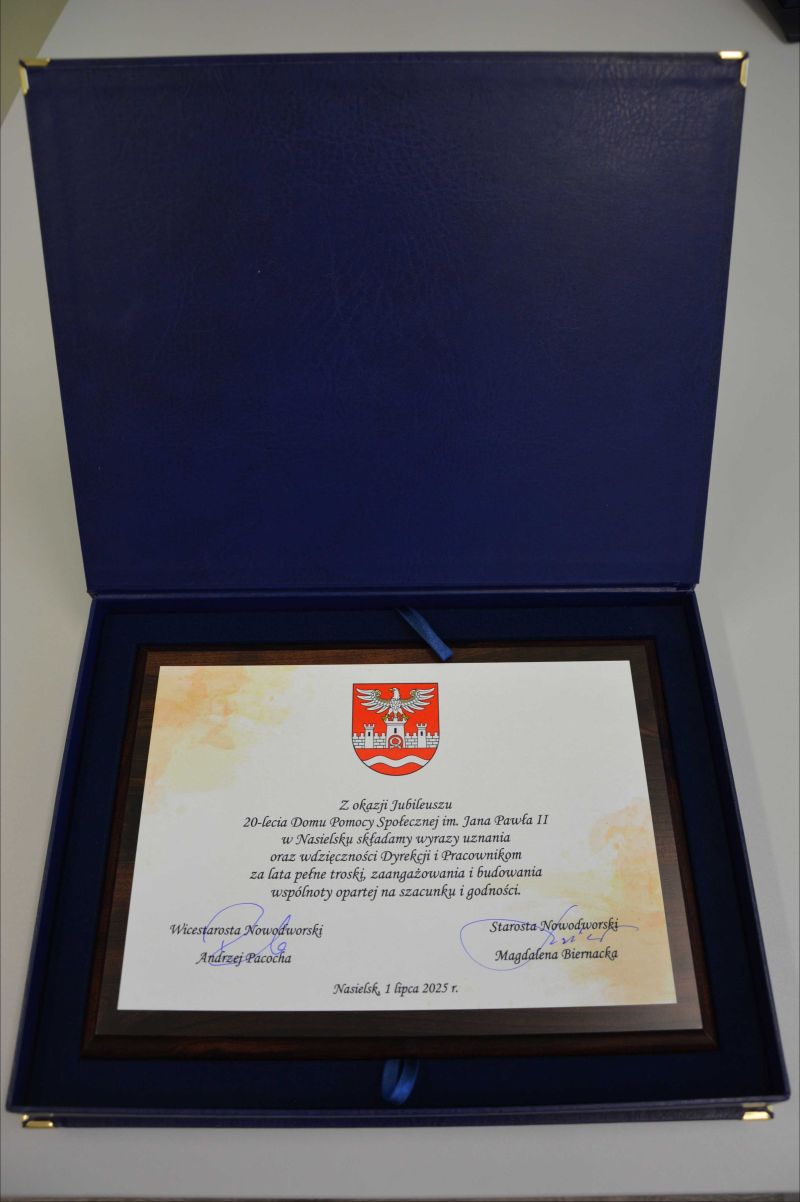 Z okazji Jubileuszu
20-lecia Domu Pomocy Społecznej im. Jana Pawła II
w Nasielsku składamy wyrazy uznania
oraz wdzięczności Dyrekcji i Pracownikom
za lata pełne troski, zaangażowania i budowania
wspólnoty opartej na szacunku i godności.
Wicestarosta Nowodworski
Andrzej Pacocha
Starosta Nowodworski
Magdalena Biernacka
Nasielsk, 1 lipca 2025 r.